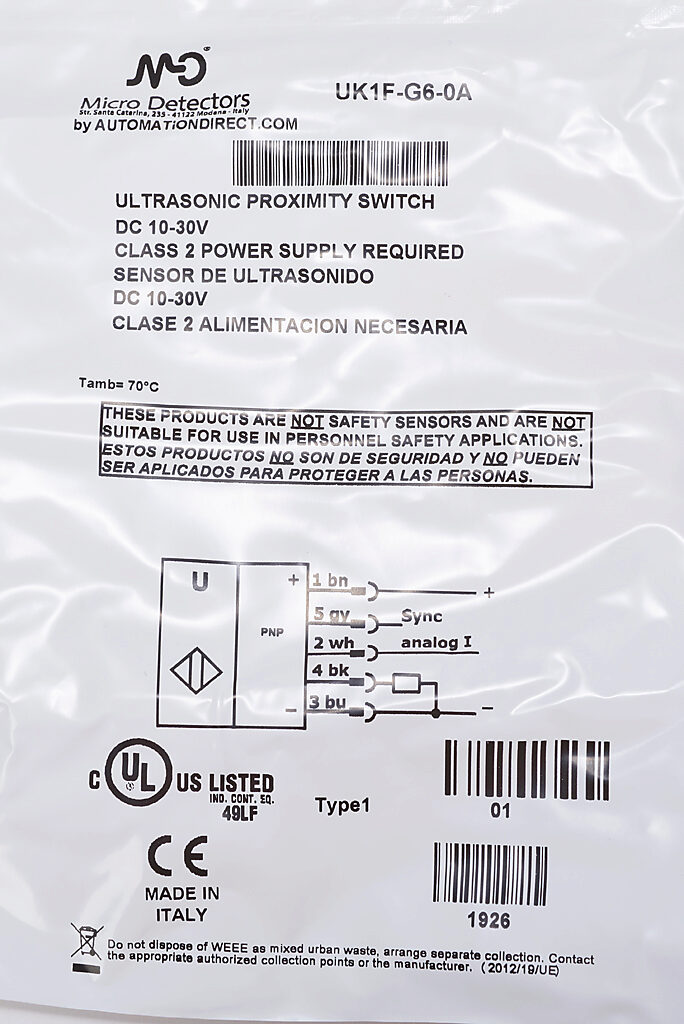 MD®
Micro Detectors
Str. Santa Caterina, 235 - 41122 Modena - Italy
by AUTOMATIONDIRECT.COM
UK1F-G6-0A
ULTRASONIC PROXIMITY SWITCH
DC 10-30V
CLASS 2 POWER SUPPLY REQUIRED
SENSOR DE ULTRASONIDO
DC 10-30V
CLASE 2 ALIMENTACION NECESARIA
Tamb= 70°C
THESE PRODUCTS ARE NOT SAFETY SENSORS AND ARE NOT
SUITABLE FOR USE IN PERSONNEL SAFETY APPLICATIONS.
ESTOS PRODUCTOS NO SON DE SEGURIDAD Y NO PUEDEN
SER APLICADOS PARA PROTEGER A LAS PERSONAS.
U
PNP
+ 1 bn +
5 gy Sync
2 wh analog I
4 bk
- 3 bu -
C UL US LISTED
IND. CONT. EQ.
49LF
Type1
01
CE
MADE IN
ITALY
1926
Do not dispose of WEEE as mixed urban waste, arrange separate collection. Contact
the appropriate authorized collection points or the manufacturer. (2012/19/UE)